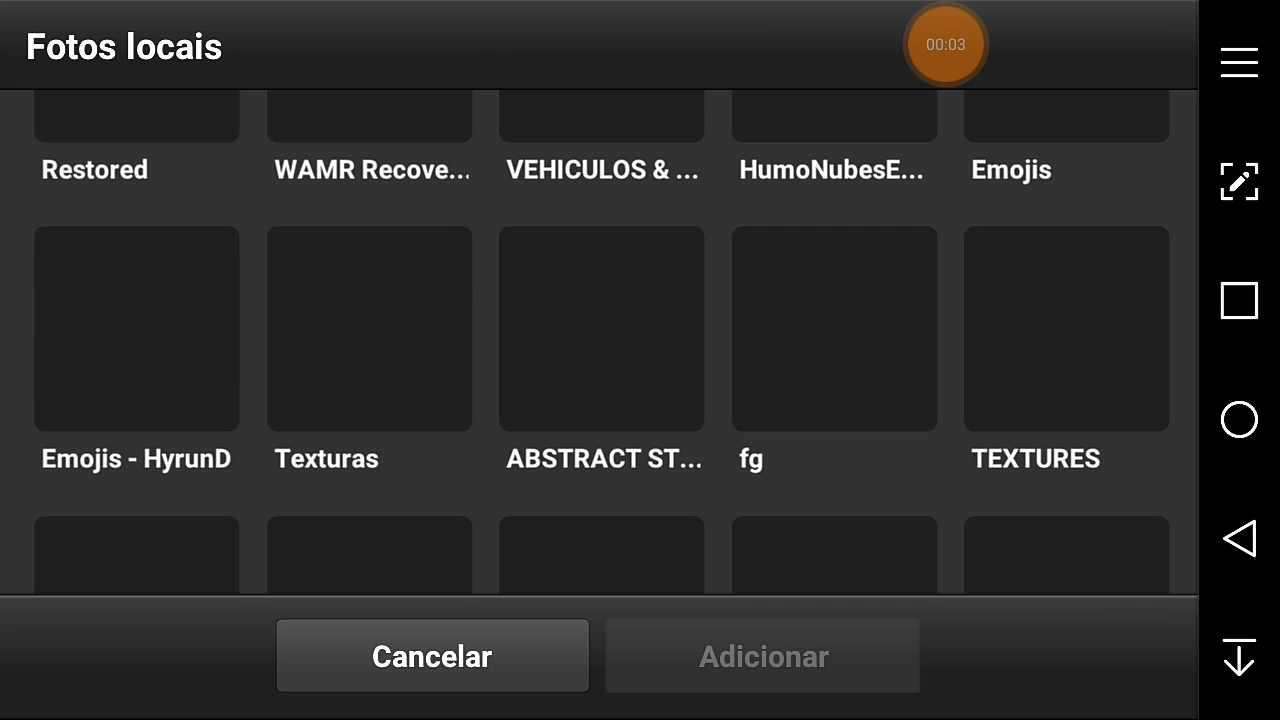 Fotos locais
00:03
Restored
WAMR Recove...
VEHICULOS & ...
HumoNubesE...
Emojis
Emojis - HyrunD
Texturas
ABSTRACT ST...
fg
TEXTURES
Cancelar
Adicionar